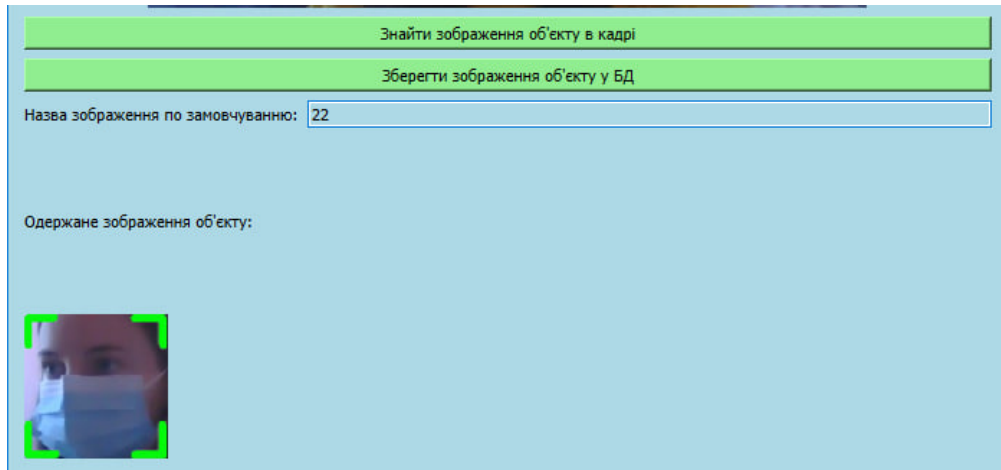 Знайти зображення об'єкту в кадрі
Зберегти зображення об'єкту у БД
Назва зображення по замовчуванню: 22
Одержане зображення об'єкту: